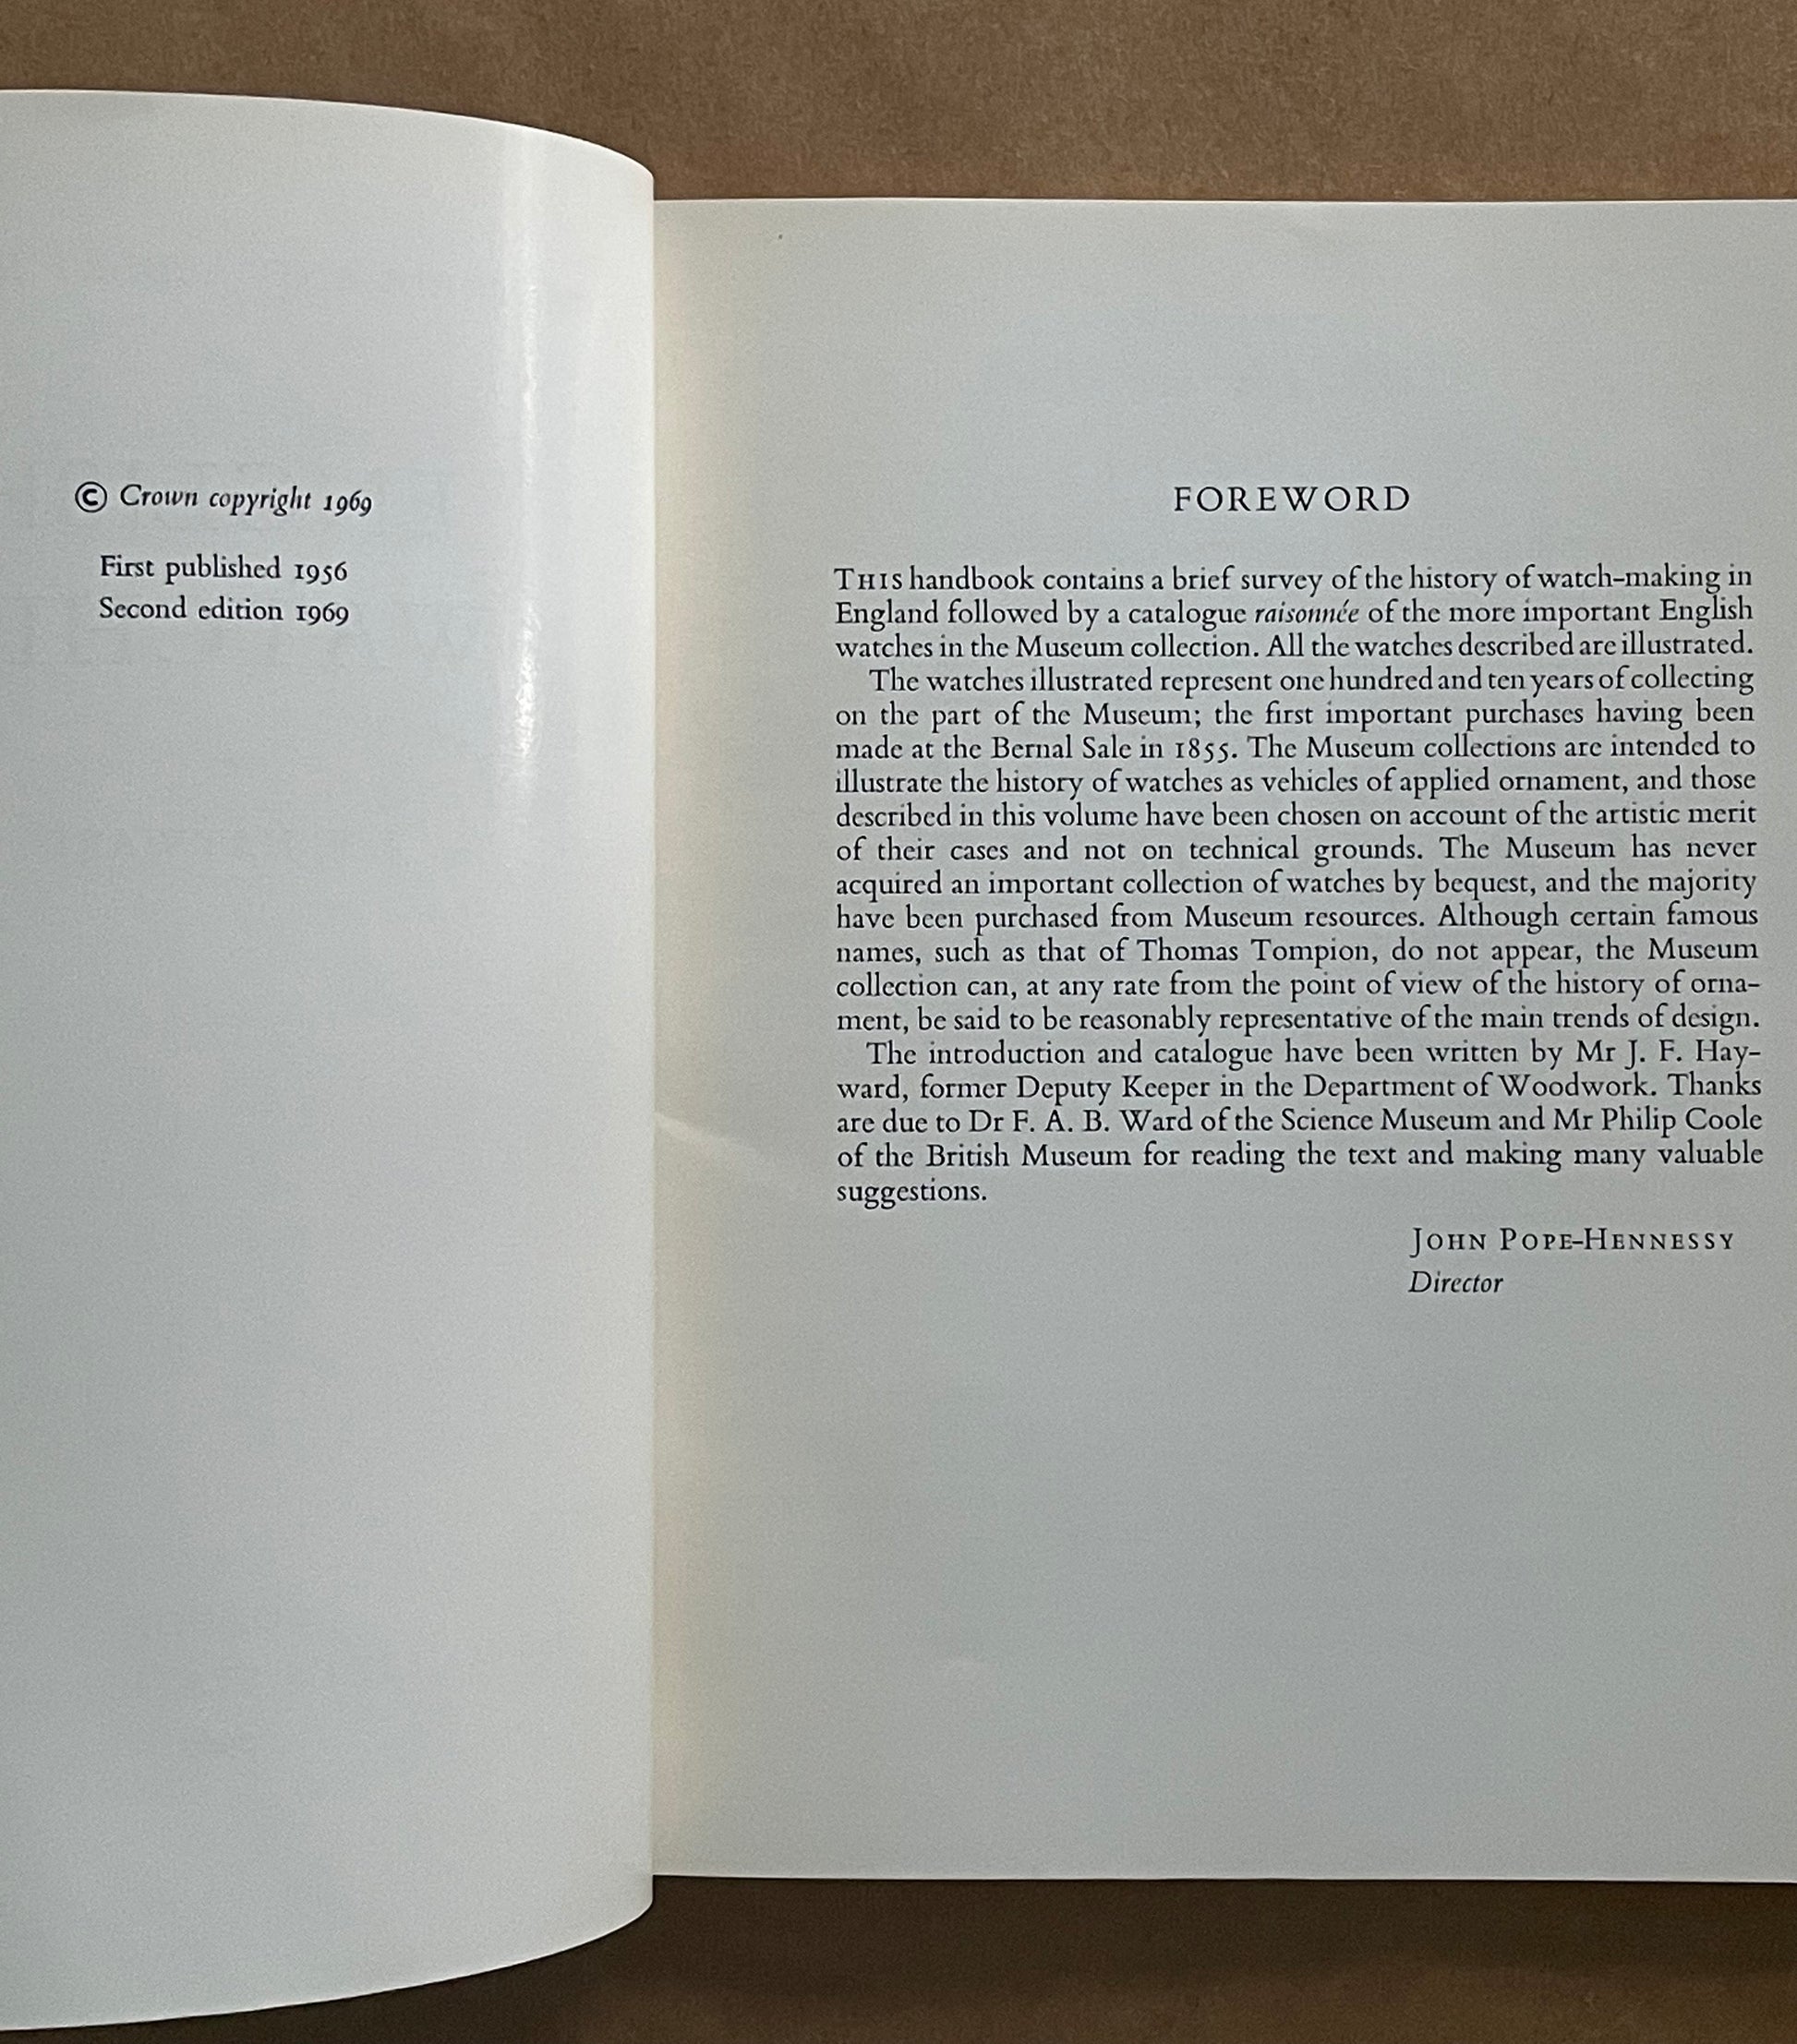 © Crown copyright 1969
First published 1956
Second edition 1969
FOREWORD
THIS handbook contains a brief survey of the history of watch-making in
England followed by a catalogue raisonnée of the more important English
watches in the Museum collection. All the watches described are illustrated.
The watches illustrated represent one hundred and ten years of collecting
on the part of the Museum; the first important purchases having been
made at the Bernal Sale in 1855. The Museum collections are intended to
illustrate the history of watches as vehicles of applied ornament, and those
described in this volume have been chosen on account of the artistic merit
of their cases and not on technical grounds. The Museum has never
acquired an important collection of watches by bequest, and the majority
have been purchased from Museum resources. Although certain famous
names, such as that of Thomas Tompion, do not appear, the Museum
collection can, at any rate from the point of view of the history of orna-
ment, be said to be reasonably representative of the main trends of design.
The introduction and catalogue have been written by Mr J. F. Hay-
ward, former Deputy Keeper in the Department of Woodwork. Thanks
are due to Dr F. A. B. Ward of the Science Museum and Mr Philip Coole
of the British Museum for reading the text and making many valuable
suggestions.
JOHN POPE-HENNESSY
Director